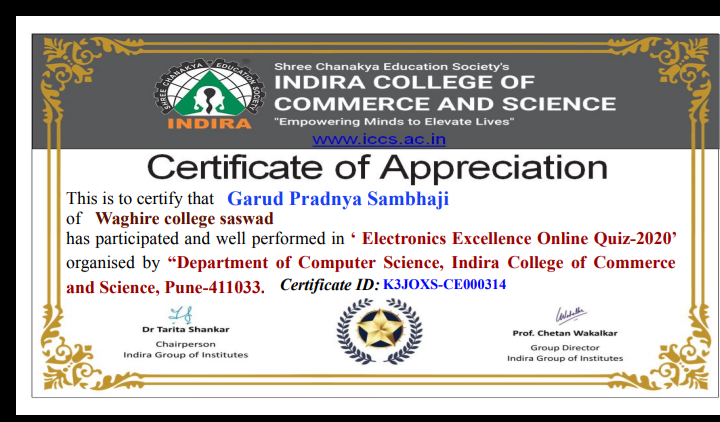 SHREE CHANAKYA EDUCATION SOCIETY
INDIRA
Shree Chanakya Education Society's
INDIRA COLLEGE OF
COMMERCE AND SCIENCE
"Empowering Minds to Elevate Lives"
www.iccs.ac.in
Certificate of Appreciation
This is to certify that Garud Pradnya Sambhaji
of Waghire college saswad
has participated and well performed in ‘ Electronics Excellence Online Quiz-2020’
organised by “Department of Computer Science, Indira College of Commerce
and Science, Pune-411033. Certificate ID: K3JOXS-CE000314
Dr Tarita Shankar
Chairperson
Indira Group of Institutes
Prof. Chetan Wakalkar
Group Director
Indira Group of Institutes